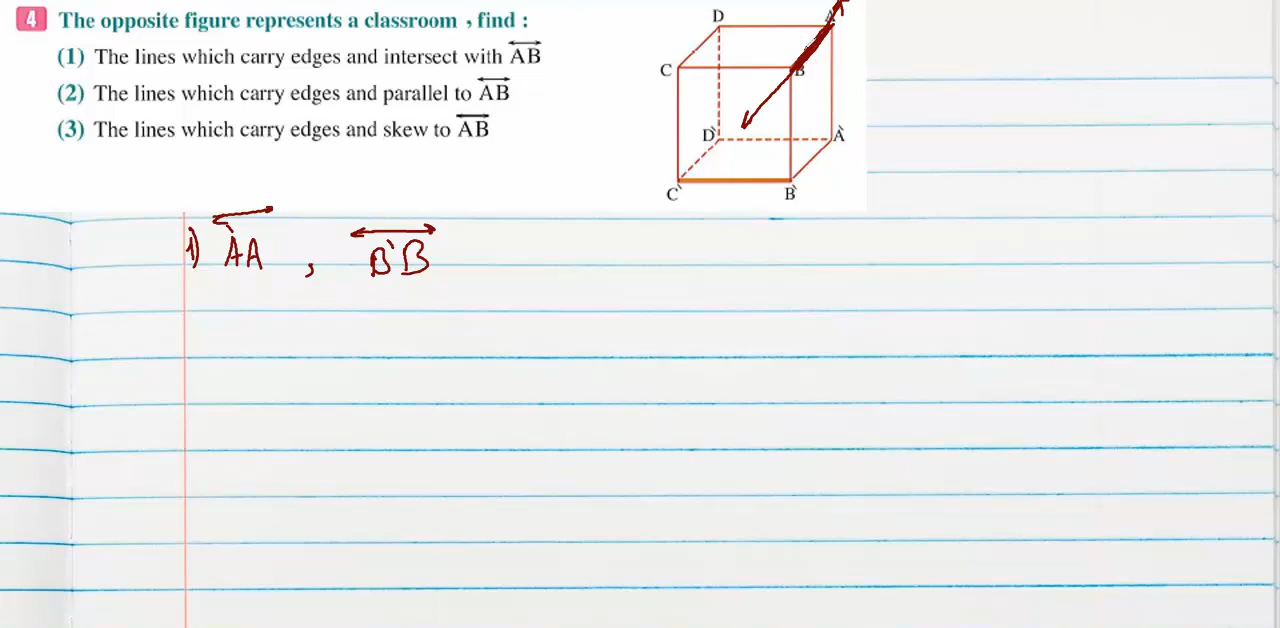 4 The opposite figure represents a classroom , find :
(1) The lines which carry edges and intersect with AB
(2) The lines which carry edges and parallel to AB
(3) The lines which carry edges and skew to AB
D
A
C
B
D`
A`
C`
B`
1) A`A , B`B